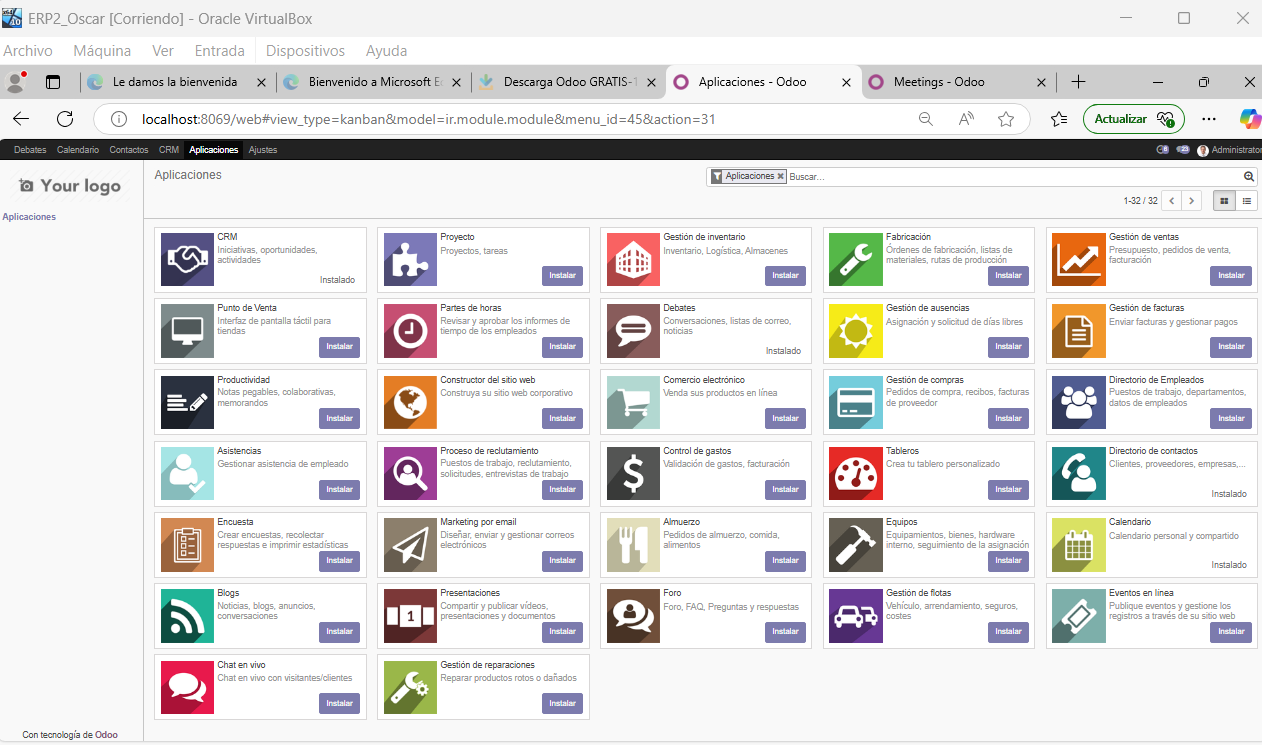 ERP2_Oscar [Corriendo] - Oracle VirtualBox
Archivo Máquina Ver Entrada Dispositivos Ayuda
Le damos la bienvenida
Bienvenido a Microsoft Ed
Descarga Odoo GRATIS-1
Aplicaciones - Odoo
Meetings - Odoo
localhost:8069/web#view_type=kanban&model=ir.module.module&menu_id=45&action=31
Actualizar
Debates Calendario Contactos CRM Aplicaciones Ajustes
Administrator
Your logo
Aplicaciones
Aplicaciones
Aplicaciones Buscar...
1-32 / 32
CRM
Iniciativas, oportunidades,
actividades
Instalado
Proyecto
Proyectos, tareas
Instalar
Gestión de inventario
Inventario, Logística, Almacenes
Instalar
Fabricación
Órdenes de fabricación, listas de
materiales, rutas de producción
Instalar
Gestión de ventas
Presupuesto, pedidos de venta,
facturación
Instalar
Punto de Venta
Interfaz de pantalla táctil para
tiendas
Instalar
Partes de horas
Revisar y aprobar los informes de
tiempo de los empleados
Instalar
Debates
Conversaciones, listas de correo,
noticias
Instalado
Gestión de ausencias
Asignación y solicitud de días libres
Instalar
Gestión de facturas
Enviar facturas y gestionar pagos
Instalar
Productividad
Notas pegables, colaborativas,
memorandos
Instalar
Constructor del sitio web
Construya su sitio web corporativo
Instalar
Comercio electrónico
Venda sus productos en línea
Instalar
Gestión de compras
Pedidos de compra, recibos, facturas
de proveedor
Instalar
Directorio de Empleados
Puestos de trabajo, departamentos,
datos de empleados
Instalar
Asistencias
Gestionar asistencia de empleado
Instalar
Proceso de reclutamiento
Puestos de trabajo, reclutamiento,
solicitudes, entrevistas de trabajo
Instalar
Control de gastos
Validación de gastos, facturación
Instalar
Tableros
Crea tu tablero personalizado
Instalar
Directorio de contactos
Clientes, proveedores, empresas,...
Instalado
Encuesta
Crear encuestas, recolectar
respuestas e imprimir estadísticas
Instalar
Marketing por email
Diseñar, enviar y gestionar correos
electrónicos
Instalar
Almuerzo
Pedidos de almuerzo, comida,
alimentos
Instalar
Equipos
Equipamientos, bienes, hardware
interno, seguimiento de la asignación
Instalar
Calendario
Calendario personal y compartido
Instalado
Blogs
Noticias, blogs, anuncios,
conversaciones
Instalar
Presentaciones
Compartir y publicar vídeos,
presentaciones y documentos
Instalar
Foro
Foro, FAQ, Preguntas y respuestas
Instalar
Gestión de flotas
Vehículo, arrendamiento, seguros,
costes
Instalar
Eventos en línea
Publique eventos y gestione los
registros a través de su sitio web
Instalar
Chat en vivo
Chat en vivo con visitantes/clientes
Instalar
Gestión de reparaciones
Reparar productos rotos o dañados
Instalar
Con tecnología de Odoo